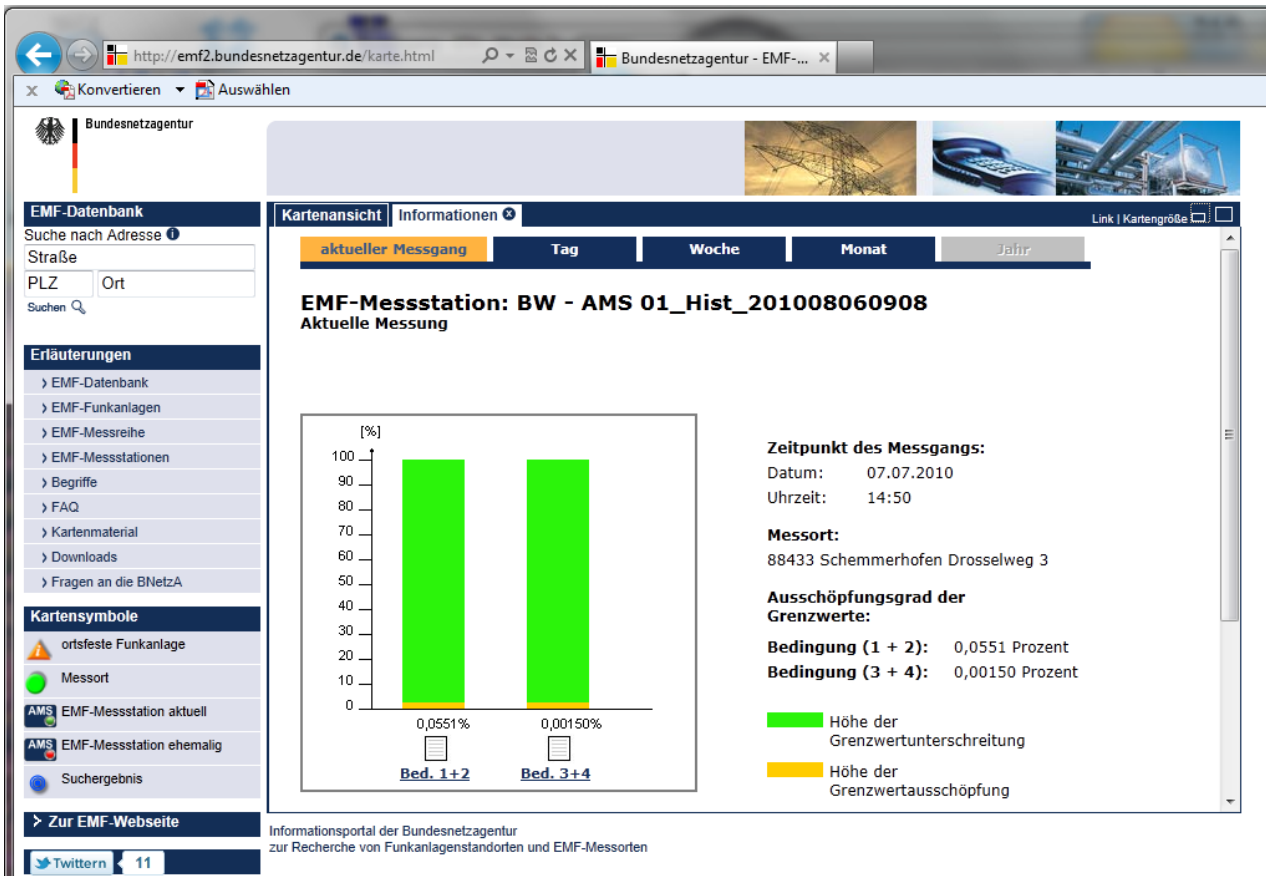 http://emf2.bundesnetzagentur.de/karte.html
Bundesnetzagentur - EMF-...
x Konvertieren Auswählen
Bundesnetzagentur
EMF-Datenbank
Suche nach Adresse
Straße
PLZ Ort
Suchen
Erläuterungen
EMF-Datenbank
EMF-Funkanlagen
EMF-Messreihe
EMF-Messstationen
Begriffe
FAQ
Kartenmaterial
Downloads
Fragen an die BNetzA
Kartensymbole
ortsfeste Funkanlage
Messort
AMS EMF-Messstation aktuell
AMS EMF-Messstation ehemalig
Suchergebnis
> Zur EMF-Webseite
Twittern 11
Kartenansicht Informationen
Link | Kartengröße
aktueller Messgang Tag Woche Monat Jahr
EMF-Messstation: BW - AMS 01_Hist_201008060908
Aktuelle Messung
[%]
100
90
80
70
60
50
40
30
20
10
0
0,0551% 0,00150%
Bed. 1+2 Bed. 3+4
Zeitpunkt des Messgangs:
Datum: 07.07.2010
Uhrzeit: 14:50
Messort:
88433 Schemmerhofen Drosselweg 3
Ausschöpfungsgrad der
Grenzwerte:
Bedingung (1 + 2): 0,0551 Prozent
Bedingung (3 + 4): 0,00150 Prozent
Höhe der
Grenzwertunterschreitung
Höhe der
Grenzwertausschöpfung
Informationsportal der Bundesnetzagentur
zur Recherche von Funkanlagenstandorten und EMF-Messorten